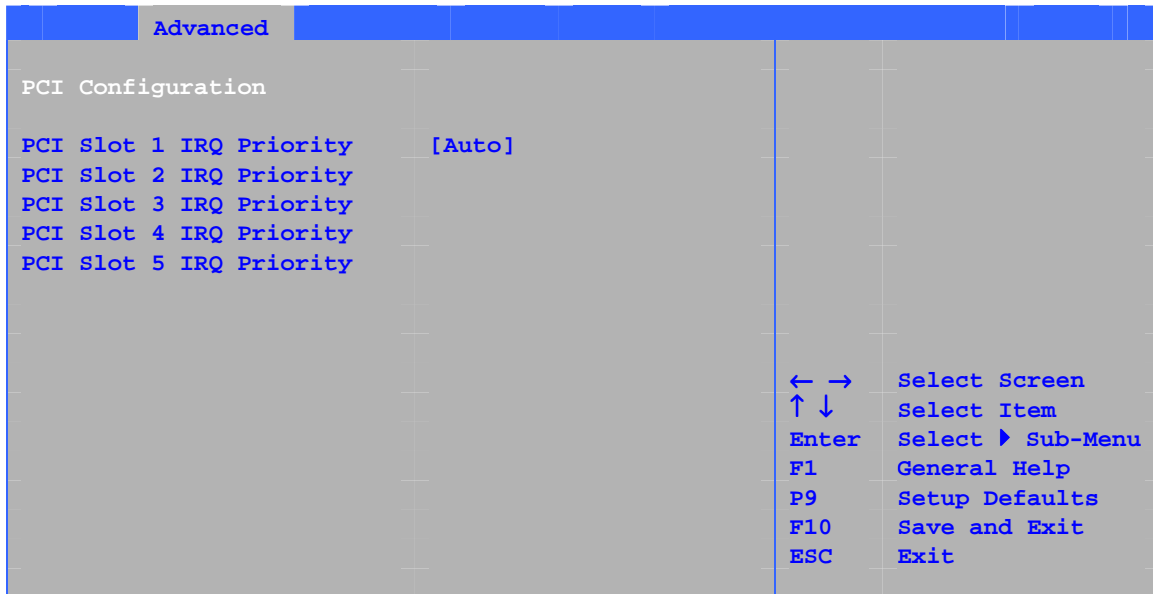 Advanced
PCI Configuration
PCI Slot 1 IRQ Priority [Auto]
PCI Slot 2 IRQ Priority
PCI Slot 3 IRQ Priority
PCI Slot 4 IRQ Priority
PCI Slot 5 IRQ Priority
← → Select Screen
↑ ↓ Select Item
Enter Select ▶ Sub-Menu
F1 General Help
P9 Setup Defaults
F10 Save and Exit
ESC Exit